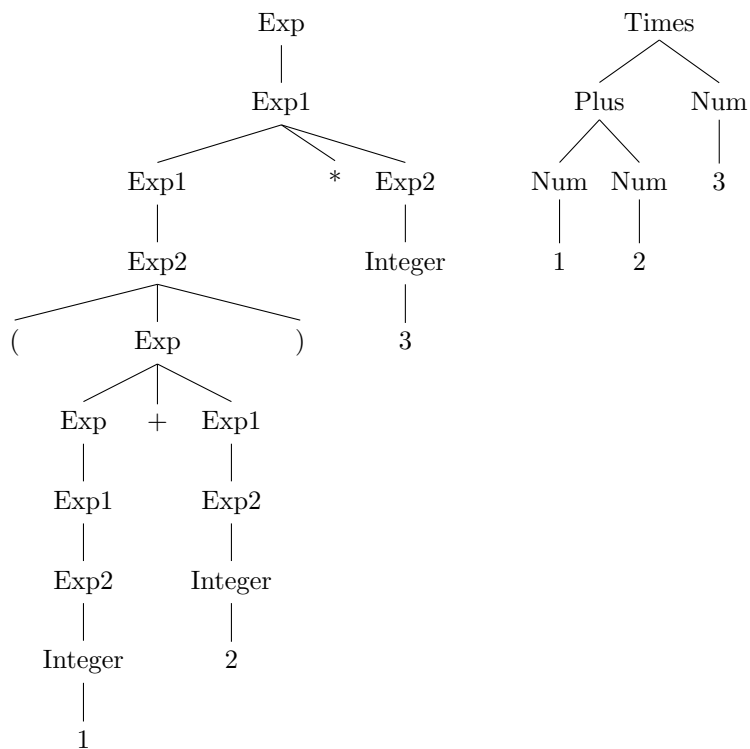 Exp Times
Exp1 Plus Num
Exp1 * Exp2 Num Num 3
Exp2 Integer 1 2
( Exp ) 3
Exp + Exp1
Exp1 Exp2
Exp2 Integer
Integer 2
1